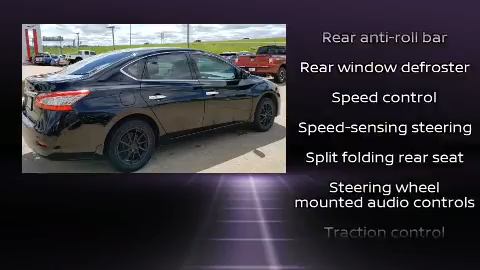 Rear anti-roll bar
Rear window defroster
Speed control
Speed-sensing steering
Split folding rear seat
Steering wheel
mounted audio controls
Traction control